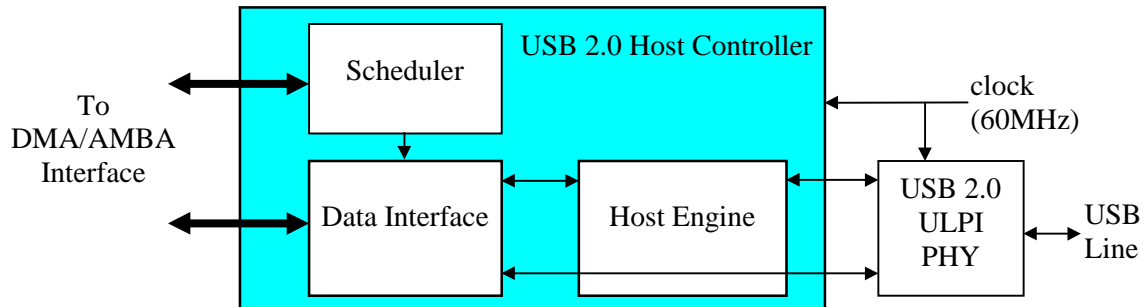 USB 2.0 Host Controller
Scheduler
To
DMA/AMBA
Interface
clock
(60MHz)
Data Interface
Host Engine
USB 2.0
ULPI
PHY
USB
Line